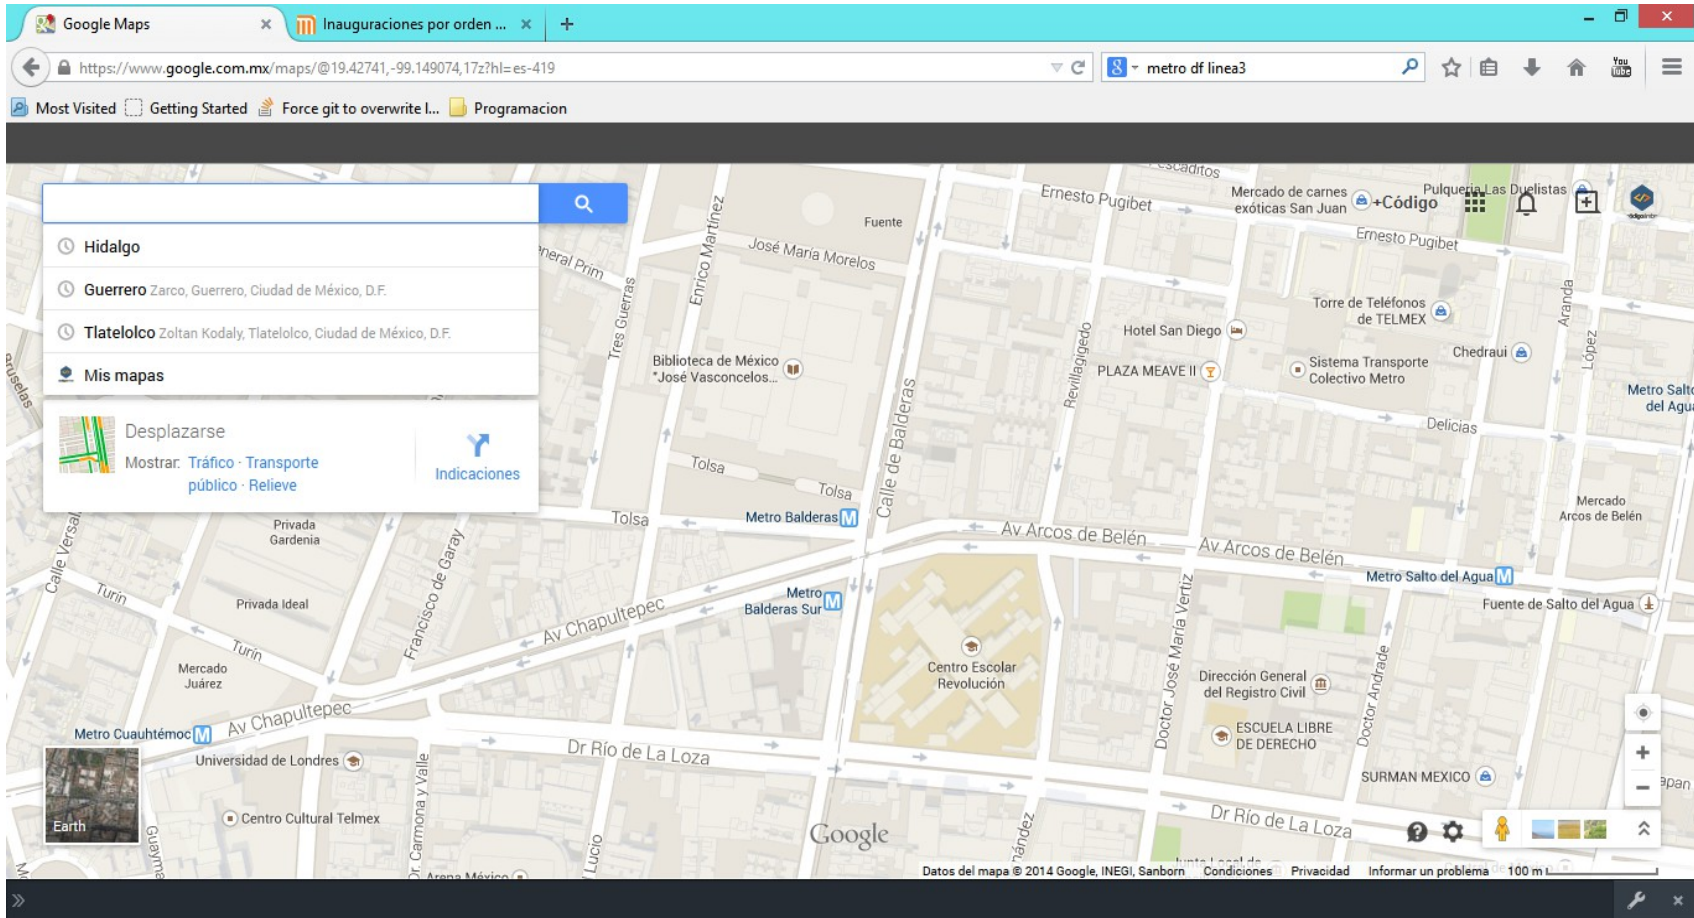 Google Maps
Inauguraciones por orden ...
https://www.google.com.mx/maps/@19.42741,-99.149074,17z?hl=es-419
metro df linea3
You
Tube
Most Visited
Getting Started
Force git to overwrite l...
Programacion
Hidalgo
Guerrero Zarco, Guerrero, Ciudad de México, D.F.
Tlatelolco Zoltan Kodaly, Tlatelolco, Ciudad de México, D.F.
Mis mapas
Desplazarse
Mostrar: Tráfico · Transporte
público · Relieve
Indicaciones
Ernesto Pugibet
Mercado de carnes
exóticas San Juan
+Código
Pulqueria Las Duelistas
Ernesto Pugibet
Fuente
José María Morelos
Enrico Martínez
Tres Guerras
Aranda
López
Torre de Teléfonos
de TELMEX
Hotel San Diego
Revillagigedo
Biblioteca de México
"José Vasconcelos...
PLAZA MEAVE II
Sistema Transporte
Colectivo Metro
Chedraui
Metro Salto
del Agua
Delicias
Calle de Balderas
Tolsa
Tolsa
Tolsa
Metro Balderas
Mercado
Arcos de Belén
Privada
Gardenia
Av Arcos de Belén
Av Arcos de Belén
Metro Salto del Agua
Fuente de Salto del Agua
Turín
Privada Ideal
Francisco de Garay
Av Chapultepec
Metro
Balderas Sur
Centro Escolar
Revolución
Doctor José María Vertiz
Doctor Andrade
Turín
Mercado
Juárez
Dirección General
del Registro Civil
ESCUELA LIBRE
DE DERECHO
Av Chapultepec
Metro Cuauhtémoc
Universidad de Londres
Dr Río de La Loza
SURMAN MEXICO
Dr. Carmona y Valle
Centro Cultural Telmex
Dr Río de La Loza
Earth
Google
Arena México
Datos del mapa © 2014 Google, INEGI, Sanborn
Condiciones
Privacidad
Informar un problema
100 m